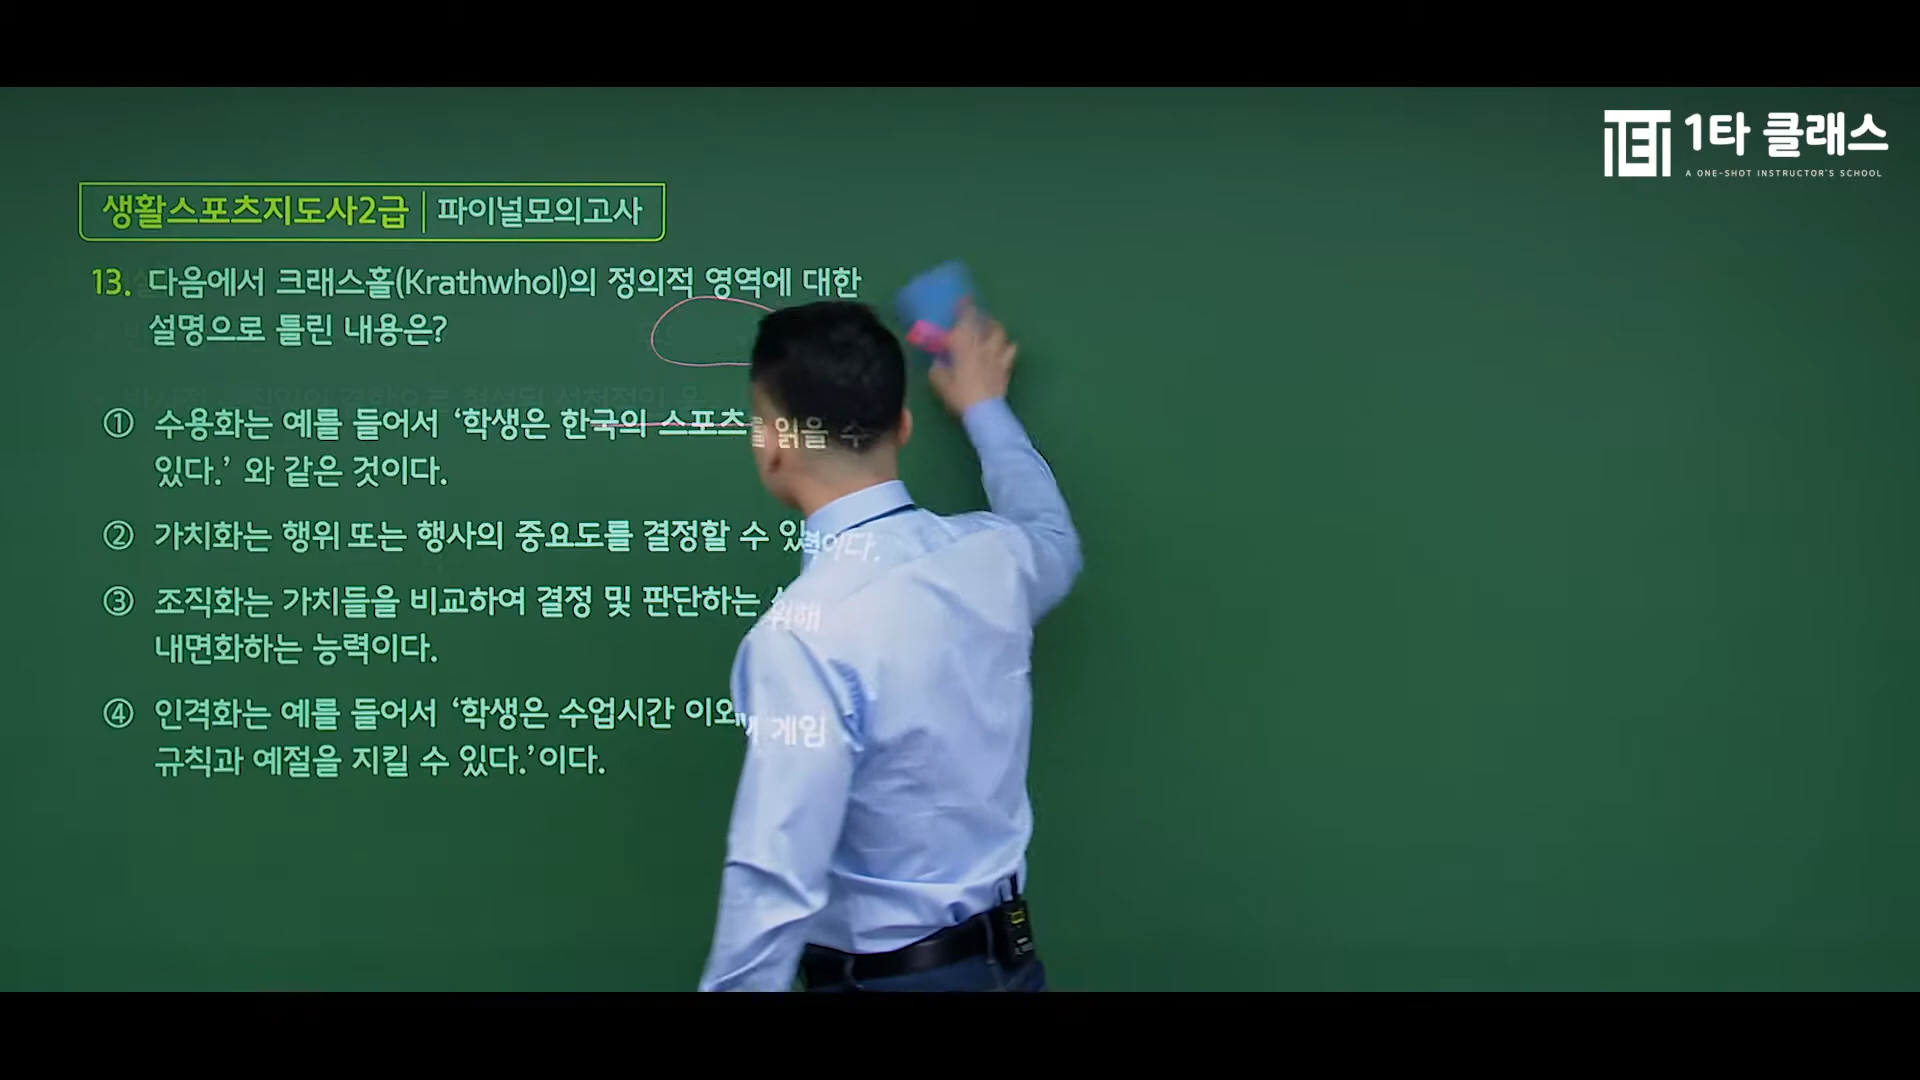 1타 클래스
A ONE-SHOT INSTRUCTOR'S SCHOOL
생활스포츠지도사2급 | 파이널모의고사
13. 다음에서 크래스홀(Krathwhol)의 정의적 영역에 대한
설명으로 틀린 내용은?
① 수용화는 예를 들어서 ‘학생은 한국의 스포츠를 읽을 수
있다.’ 와 같은 것이다.
② 가치화는 행위 또는 행사의 중요도를 결정할 수 있
③ 조직화는 가치들을 비교하여 결정 및 판단하는 위해
내면화하는 능력이다.
④ 인격화는 예를 들어서 ‘학생은 수업시간 이외 게임
규칙과 예절을 지킬 수 있다.’이다.